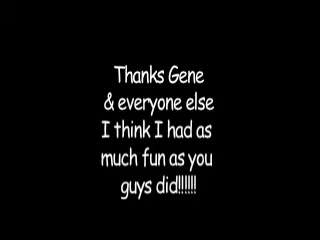 Thanks Gene
& everyone else
I think I had as
much fun as you
guys did!!!!!!